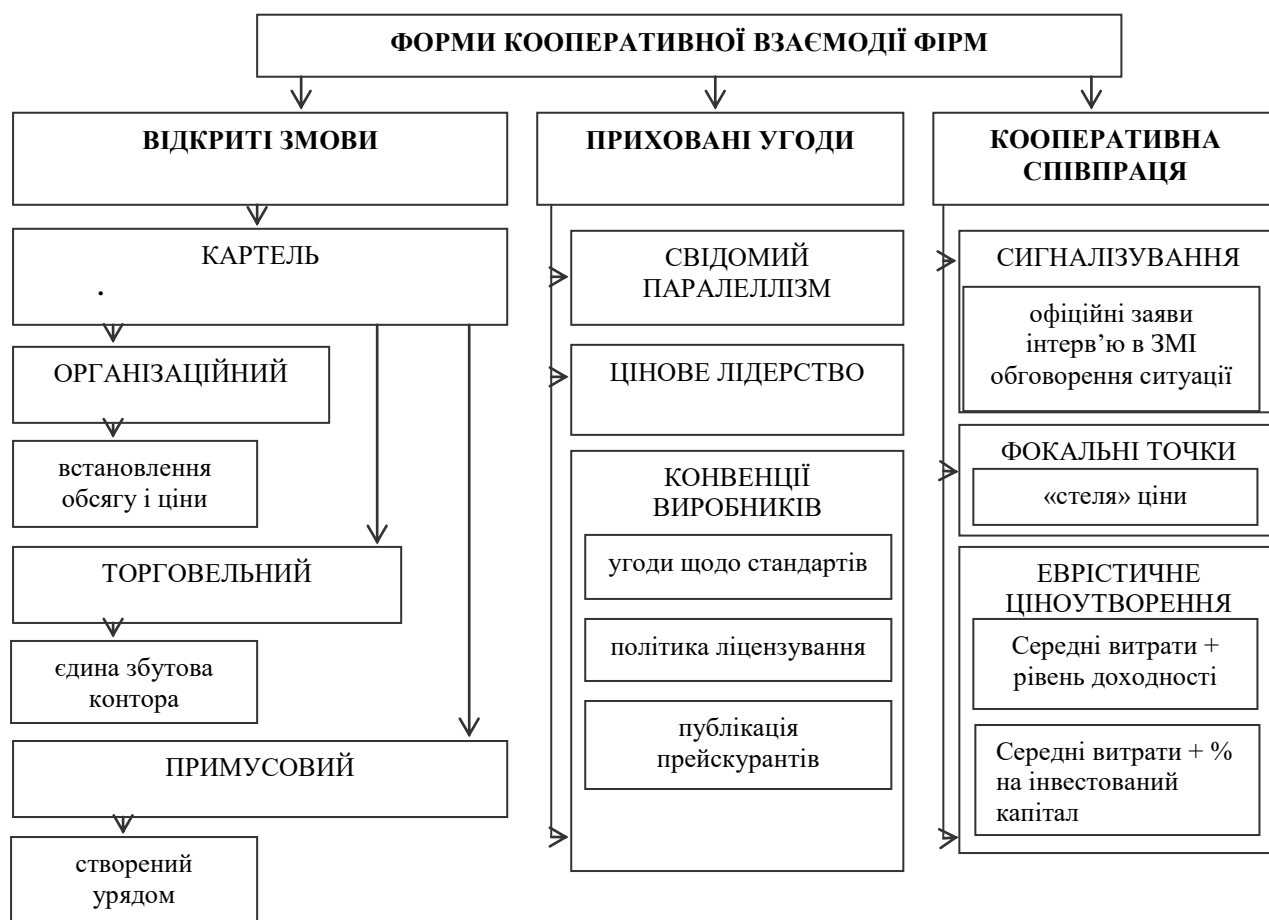 ФОРМИ КООПЕРАТИВНОЇ ВЗАЄМОДІЇ ФІРМ
ВІДКРИТІ ЗМОВИ
КАРТЕЛЬ
.
ОРГАНІЗАЦІЙНИЙ
встановлення
обсягу і ціни
ТОРГОВЕЛЬНИЙ
єдина збутова
контора
ПРИМУСОВИЙ
створений
урядом
ПРИХОВАНІ УГОДИ
СВІДОМИЙ
ПАРАЛЕЛЛІЗМ
ЦІНОВЕ ЛІДЕРСТВО
КОНВЕНЦІЇ
ВИРОБНИКІВ
угоди щодо стандартів
політика ліцензування
публікація
прейскурантів
КООПЕРАТИВНА
СПІВПРАЦЯ
СИГНАЛІЗУВАННЯ
офіційні заяви
інтерв’ю в ЗМІ
обговорення ситуації
ФОКАЛЬНІ ТОЧКИ
«стеля» ціни
ЕВРІСТИЧНЕ
ЦІНОУТВОРЕННЯ
Середні витрати +
рівень доходності
Середні витрати + %
на інвестований
капітал